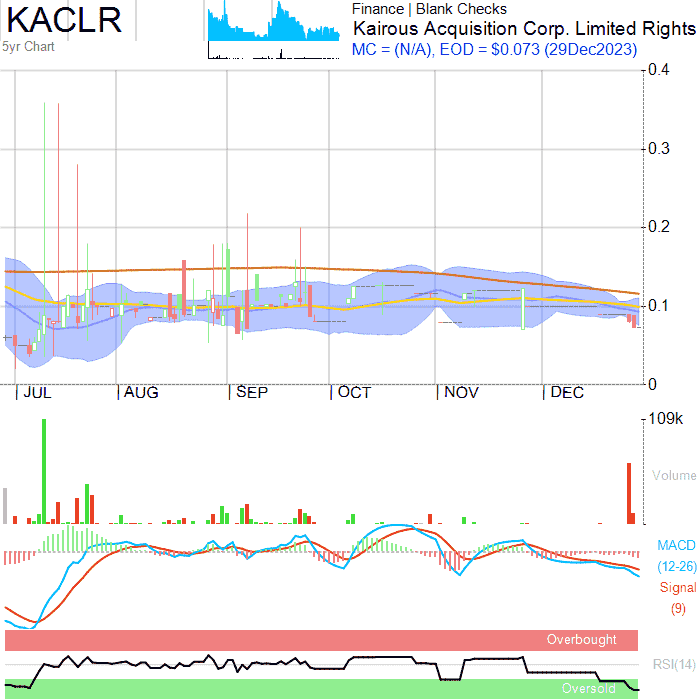 KACLR
5yr Chart
Finance | Blank Checks
Kairous Acquisition Corp. Limited Rights
MC = (N/A), EOD = $0.073 (29Dec2023)
0.4
0.3
0.2
0.1
0
JUL AUG SEP OCT NOV DEC
109k
Volume
MACD
(12-26)
Signal
(9)
Overbought
RSI(14)
Oversold